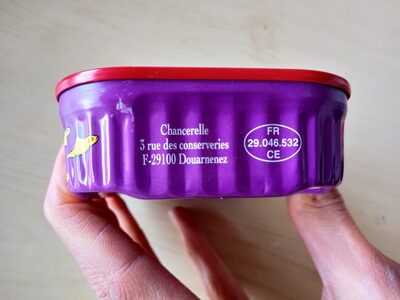 Chancerelle
3 rue des conserveries
F-29100 Douarnenez
FR
29.046.532
CE